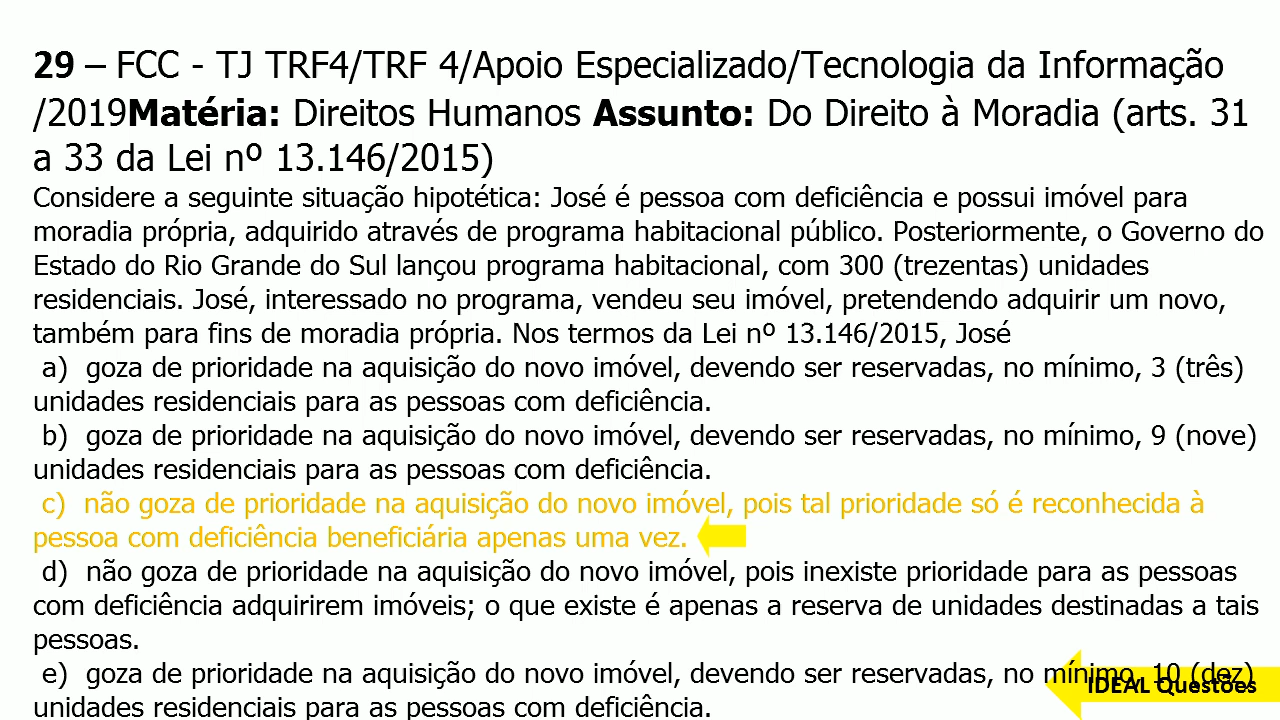 29 – FCC - TJ TRF4/TRF 4/Apoio Especializado/Tecnologia da Informação
/2019Matéria: Direitos Humanos Assunto: Do Direito à Moradia (arts. 31
a 33 da Lei nº 13.146/2015)
Considere a seguinte situação hipotética: José é pessoa com deficiência e possui imóvel para
moradia própria, adquirido através de programa habitacional público. Posteriormente, o Governo do
Estado do Rio Grande do Sul lançou programa habitacional, com 300 (trezentas) unidades
residenciais. José, interessado no programa, vendeu seu imóvel, pretendendo adquirir um novo,
também para fins de moradia própria. Nos termos da Lei nº 13.146/2015, José
a) goza de prioridade na aquisição do novo imóvel, devendo ser reservadas, no mínimo, 3 (três)
unidades residenciais para as pessoas com deficiência.
b) goza de prioridade na aquisição do novo imóvel, devendo ser reservadas, no mínimo, 9 (nove)
unidades residenciais para as pessoas com deficiência.
c) não goza de prioridade na aquisição do novo imóvel, pois tal prioridade só é reconhecida à
pessoa com deficiência beneficiária apenas uma vez.
d) não goza de prioridade na aquisição do novo imóvel, pois inexiste prioridade para as pessoas
com deficiência adquirirem imóveis; o que existe é apenas a reserva de unidades destinadas a tais
pessoas.
e) goza de prioridade na aquisição do novo imóvel, devendo ser reservadas, no mínimo, 10 (dez)
IDEAL Questões
unidades residenciais para as pessoas com deficiência.